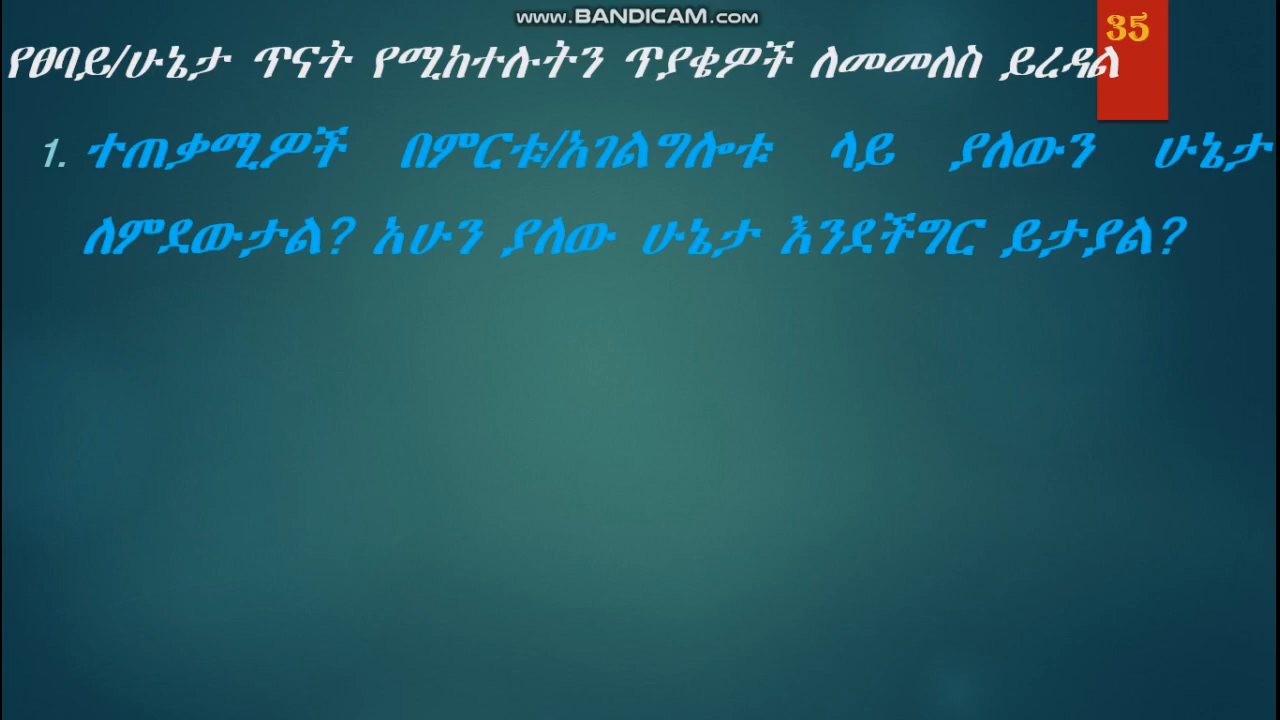 www.BANDICAM.com
35
የፀባይ/ሁኔታ ጥናት የሚከተሉትን ጥያቄዎች ለመመለስ ይረዳል
1. ተጠቃሚዎች በምርቱ/አገልግሎቱ ላይ ያለውን ሁኔታ
ለምደውታል? አሁን ያለው ሁኔታ እንደችግር ይታያል?